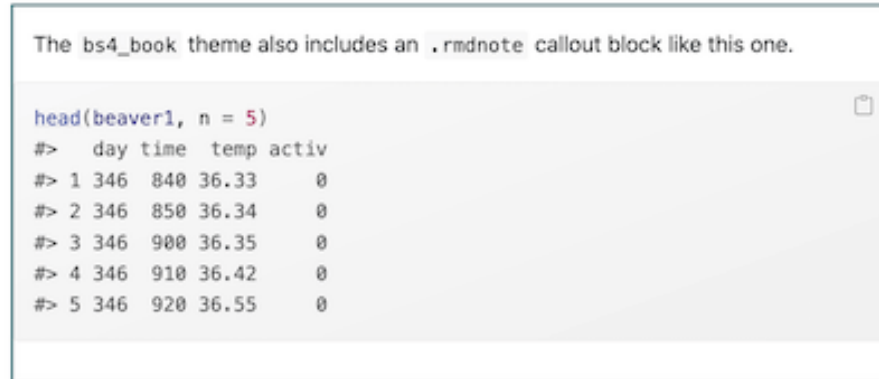 The bs4_book theme also includes an .rmdnote callout block like this one.
head(beaver1, n = 5)
#>   day time  temp activ
#> 1 346  840 36.33     0
#> 2 346  850 36.34     0
#> 3 346  900 36.35     0
#> 4 346  910 36.42     0
#> 5 346  920 36.55     0